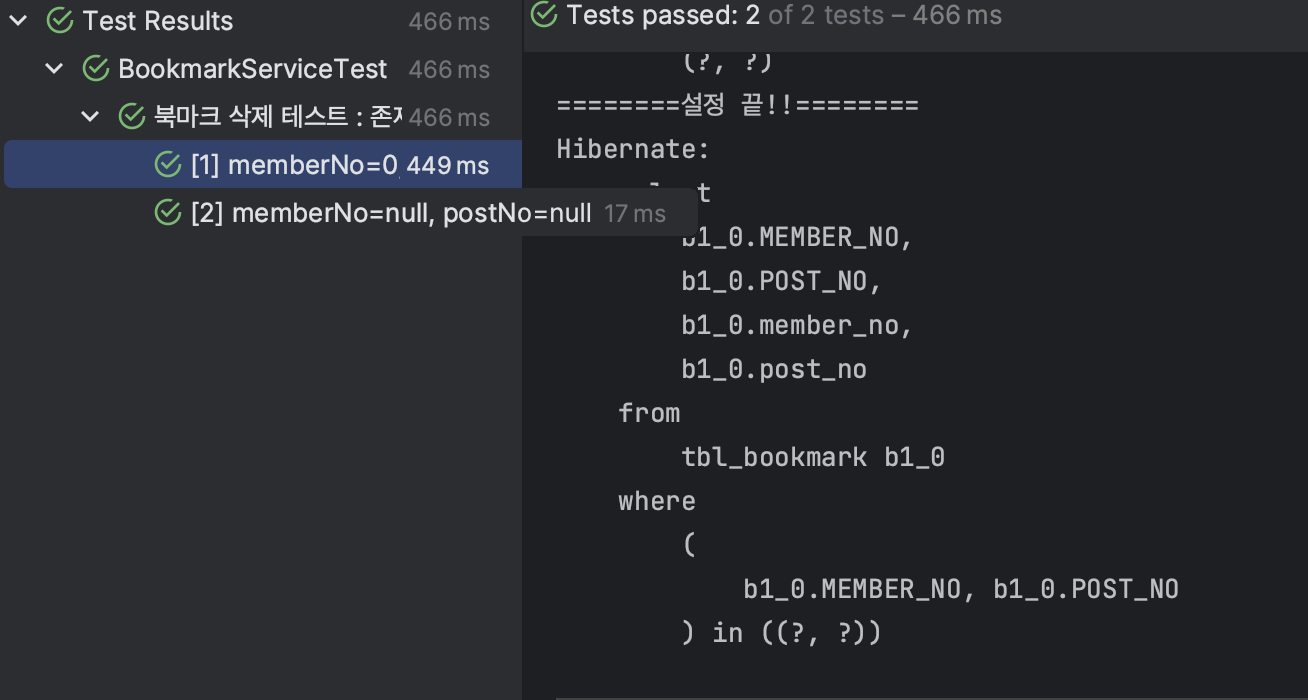 Test Results 466 ms
BookmarkServiceTest 466 ms
북마크 삭제 테스트 : 466 ms
[1] memberNo=0, 449 ms
[2] memberNo=null, postNo=null 17 ms
Tests passed: 2 of 2 tests – 466 ms
(?, ?)
========설정 끝!!========
Hibernate:
b1_0.MEMBER_NO,
b1_0.POST_NO,
b1_0.member_no,
b1_0.post_no
from
tbl_bookmark b1_0
where
(
b1_0.MEMBER_NO, b1_0.POST_NO
) in ((?, ?))